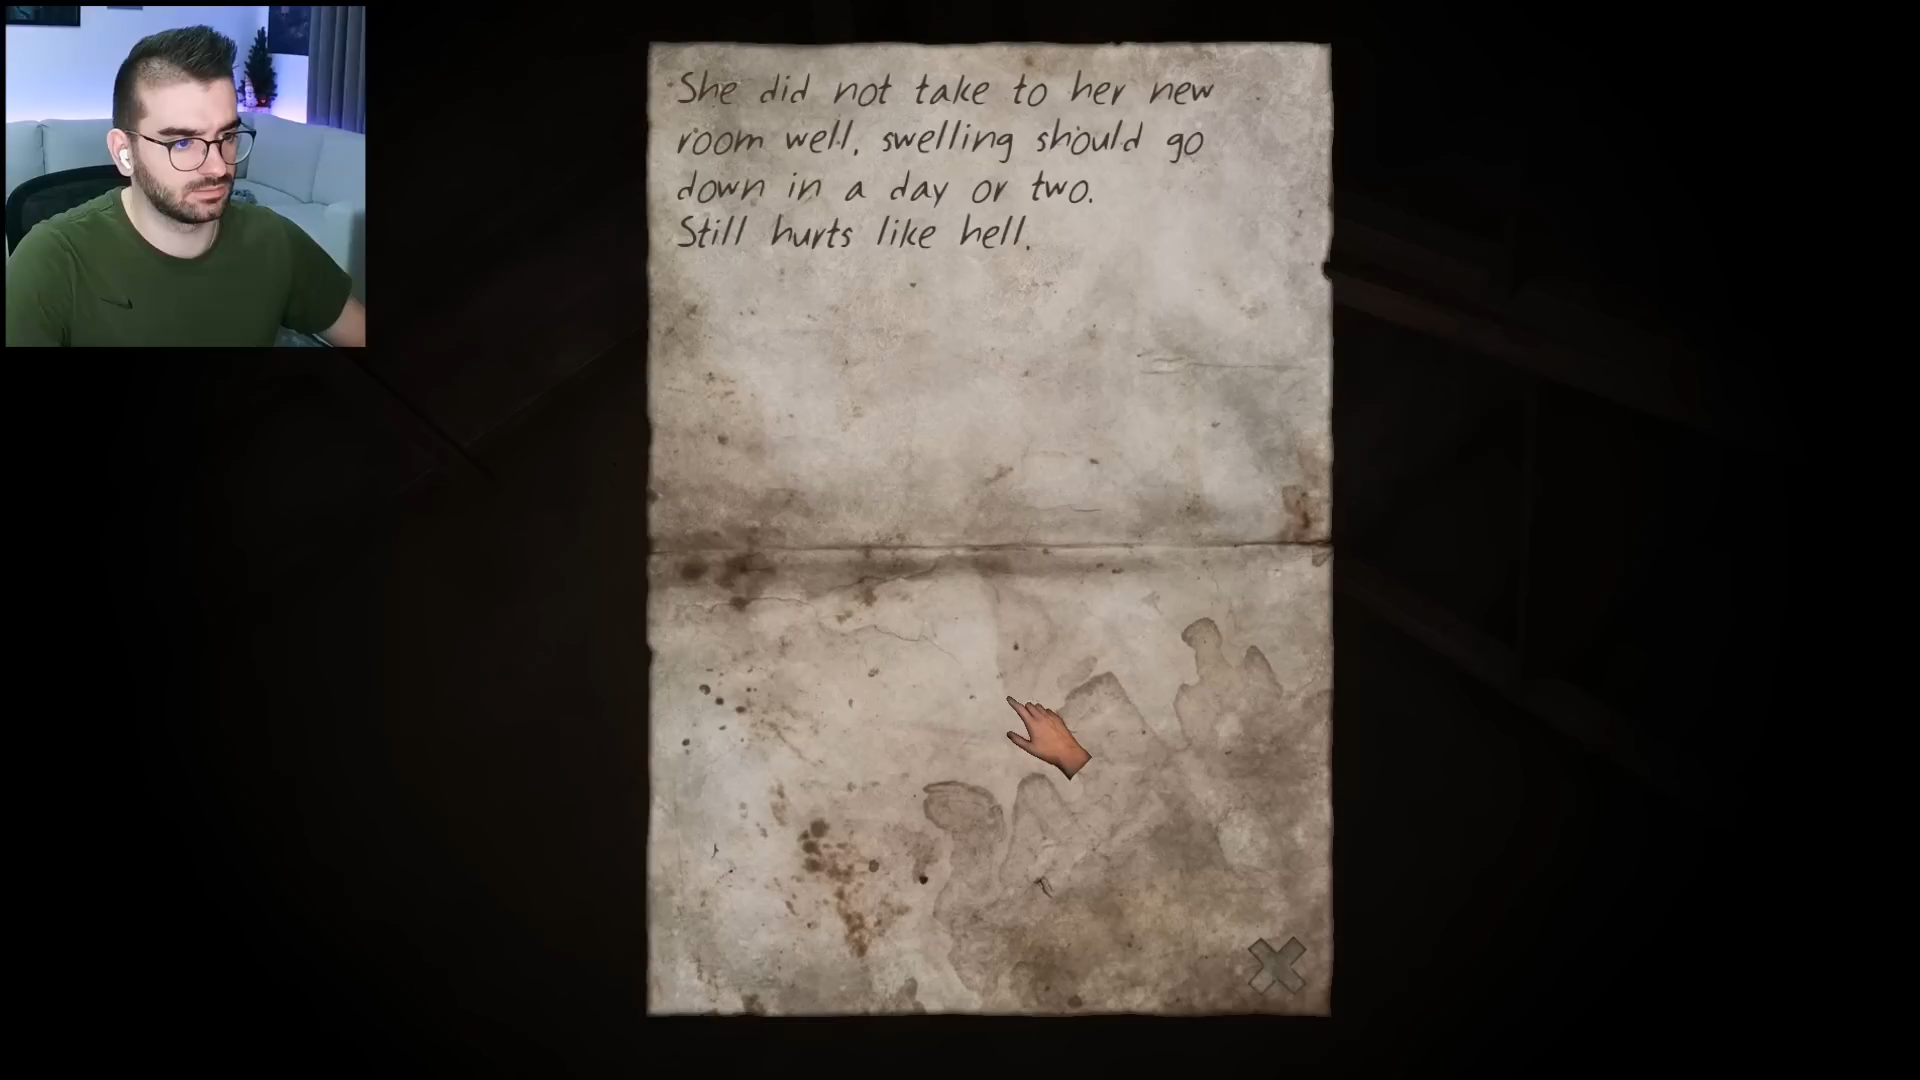 She did not take to her new
room well, swelling should go
down in a day or two.
Still hurts like hell.